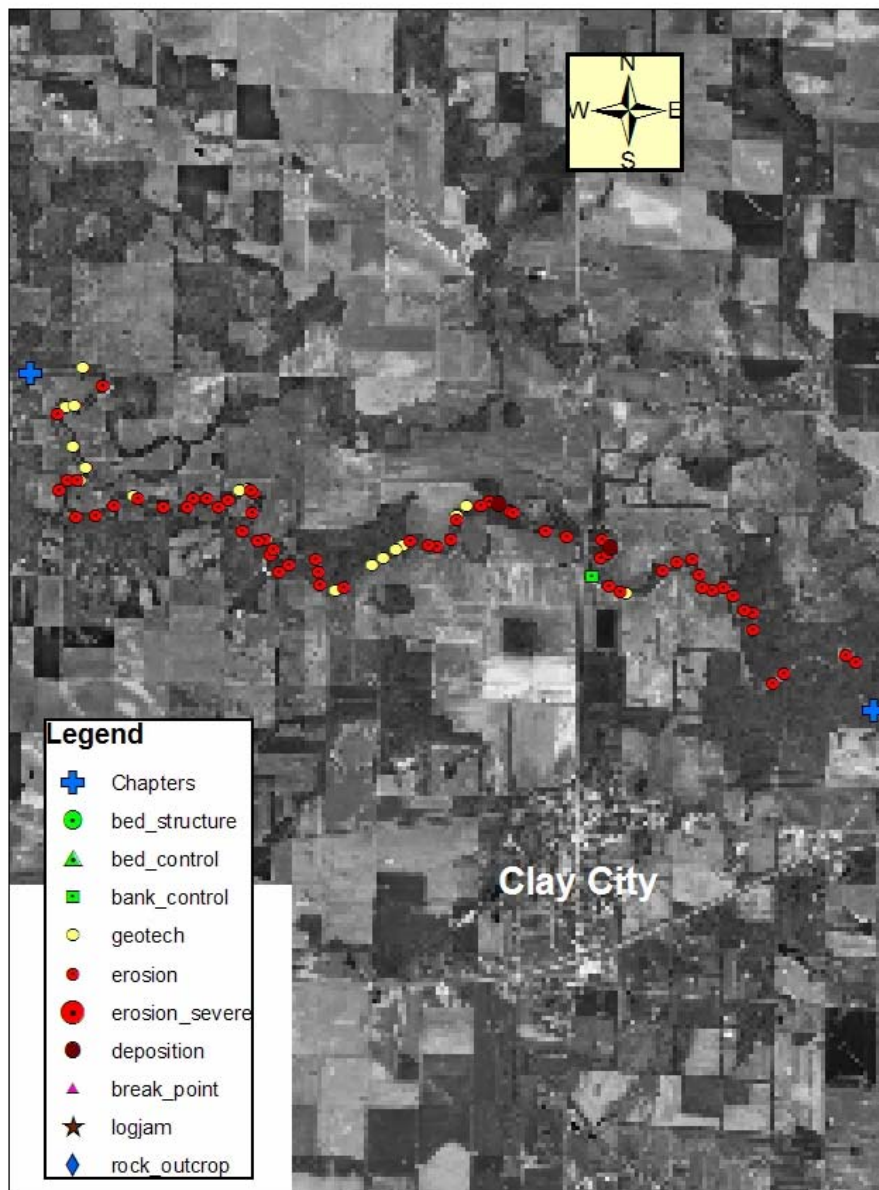 N
W E
S
Legend
Chapters
bed_structure
bed_control
bank_control
geotech
erosion
erosion_severe
deposition
break_point
logjam
rock_outcrop
Clay City